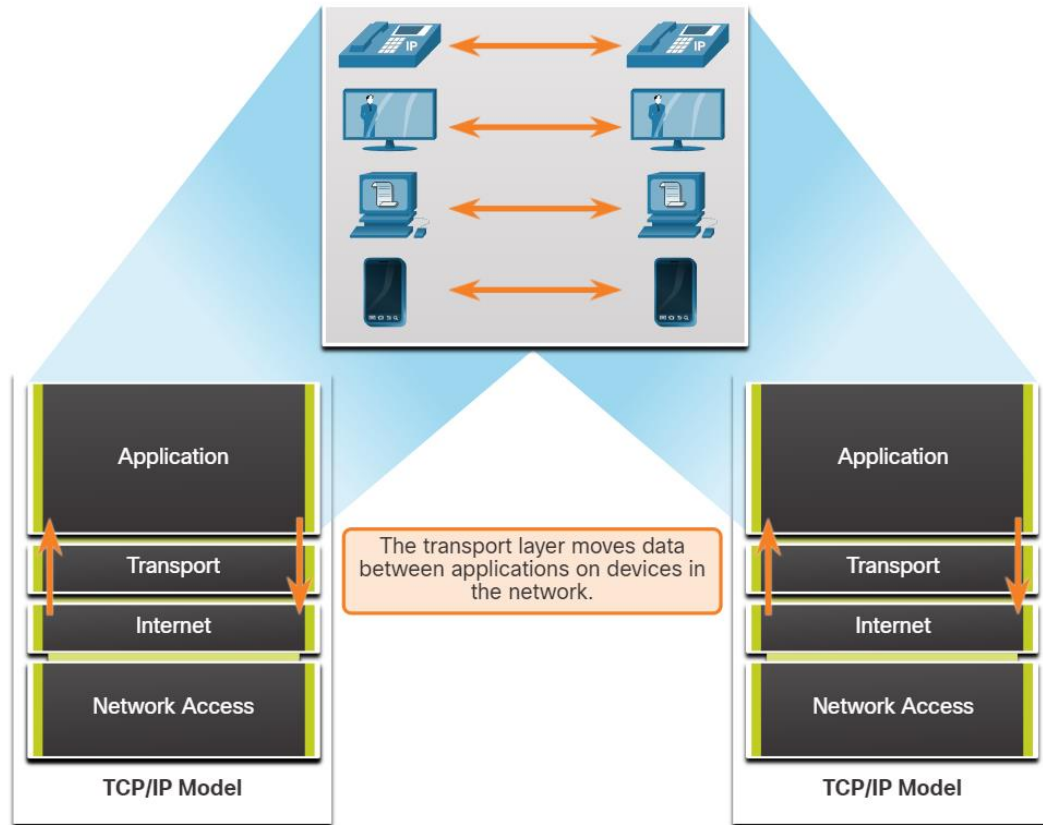 IP
IP
Application
Transport
Internet
Network Access
TCP/IP Model
The transport layer moves data
between applications on devices in
the network.
Application
Transport
Internet
Network Access
TCP/IP Model